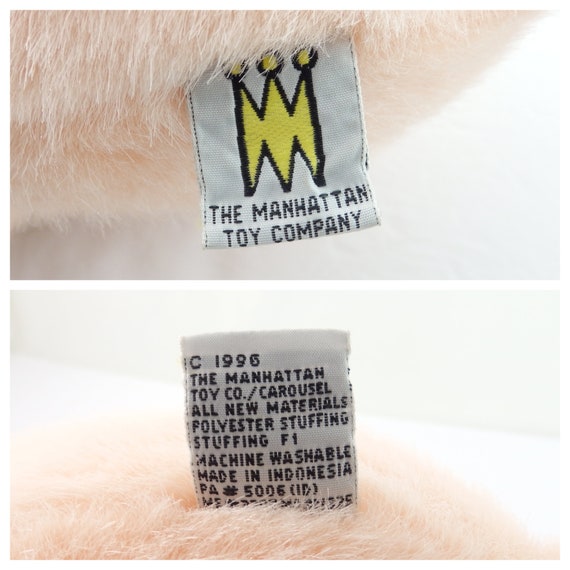 THE MANHATTAN
TOY COMPANY
C 1996
THE MANHATTAN
TOY CO./CAROUSEL
ALL NEW MATERIALS
POLYESTER STUFFING
STUFFING F1
MACHINE WASHABLE
MADE IN INDONESIA
PA # 5006 (ID)